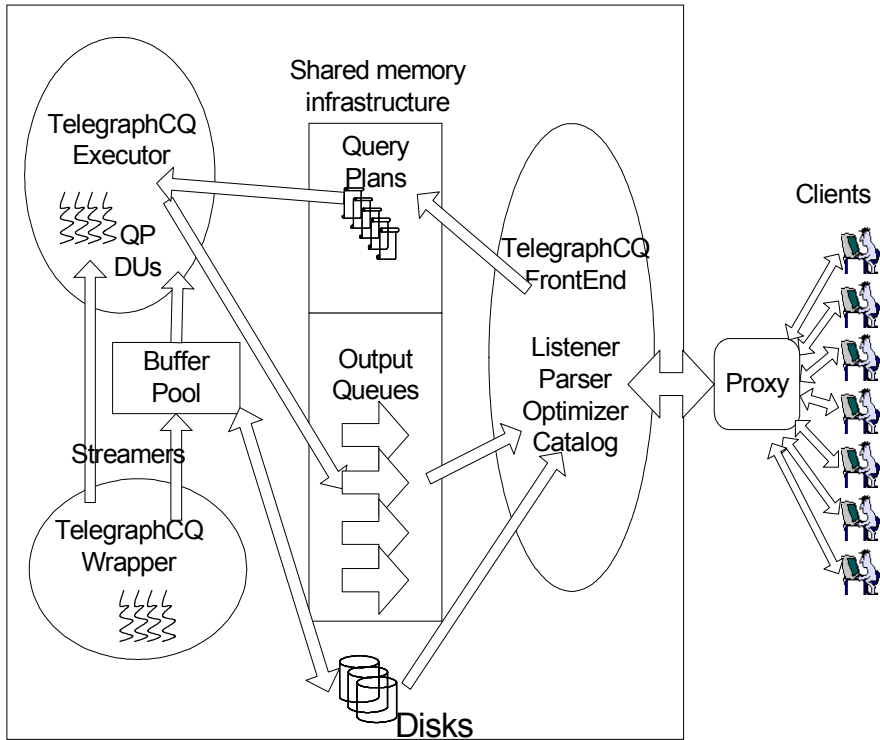 Shared memory
infrastructure
TelegraphCQ
Executor
QP
DUs
Query
Plans
TelegraphCQ
FrontEnd
Listener
Parser
Optimizer
Catalog
Clients
Proxy
Buffer
Pool
Output
Queues
Streamers
TelegraphCQ
Wrapper
Disks